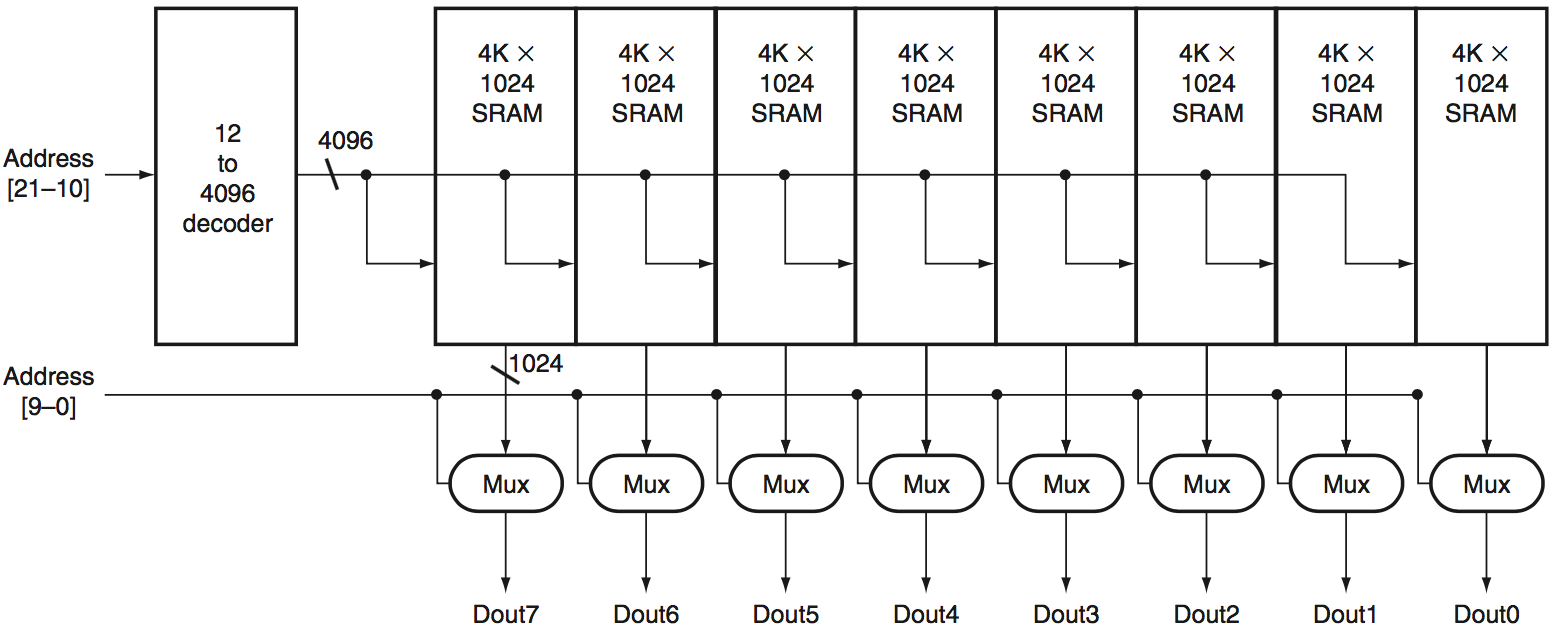 4K ×
1024
SRAM
4K ×
1024
SRAM
4K ×
1024
SRAM
4K ×
1024
SRAM
4K ×
1024
SRAM
4K ×
1024
SRAM
4K ×
1024
SRAM
4K ×
1024
SRAM
Address
[21–10]
12
to
4096
decoder
4096
1024
Address
[9–0]
Mux
Mux
Mux
Mux
Mux
Mux
Mux
Mux
Dout7
Dout6
Dout5
Dout4
Dout3
Dout2
Dout1
Dout0